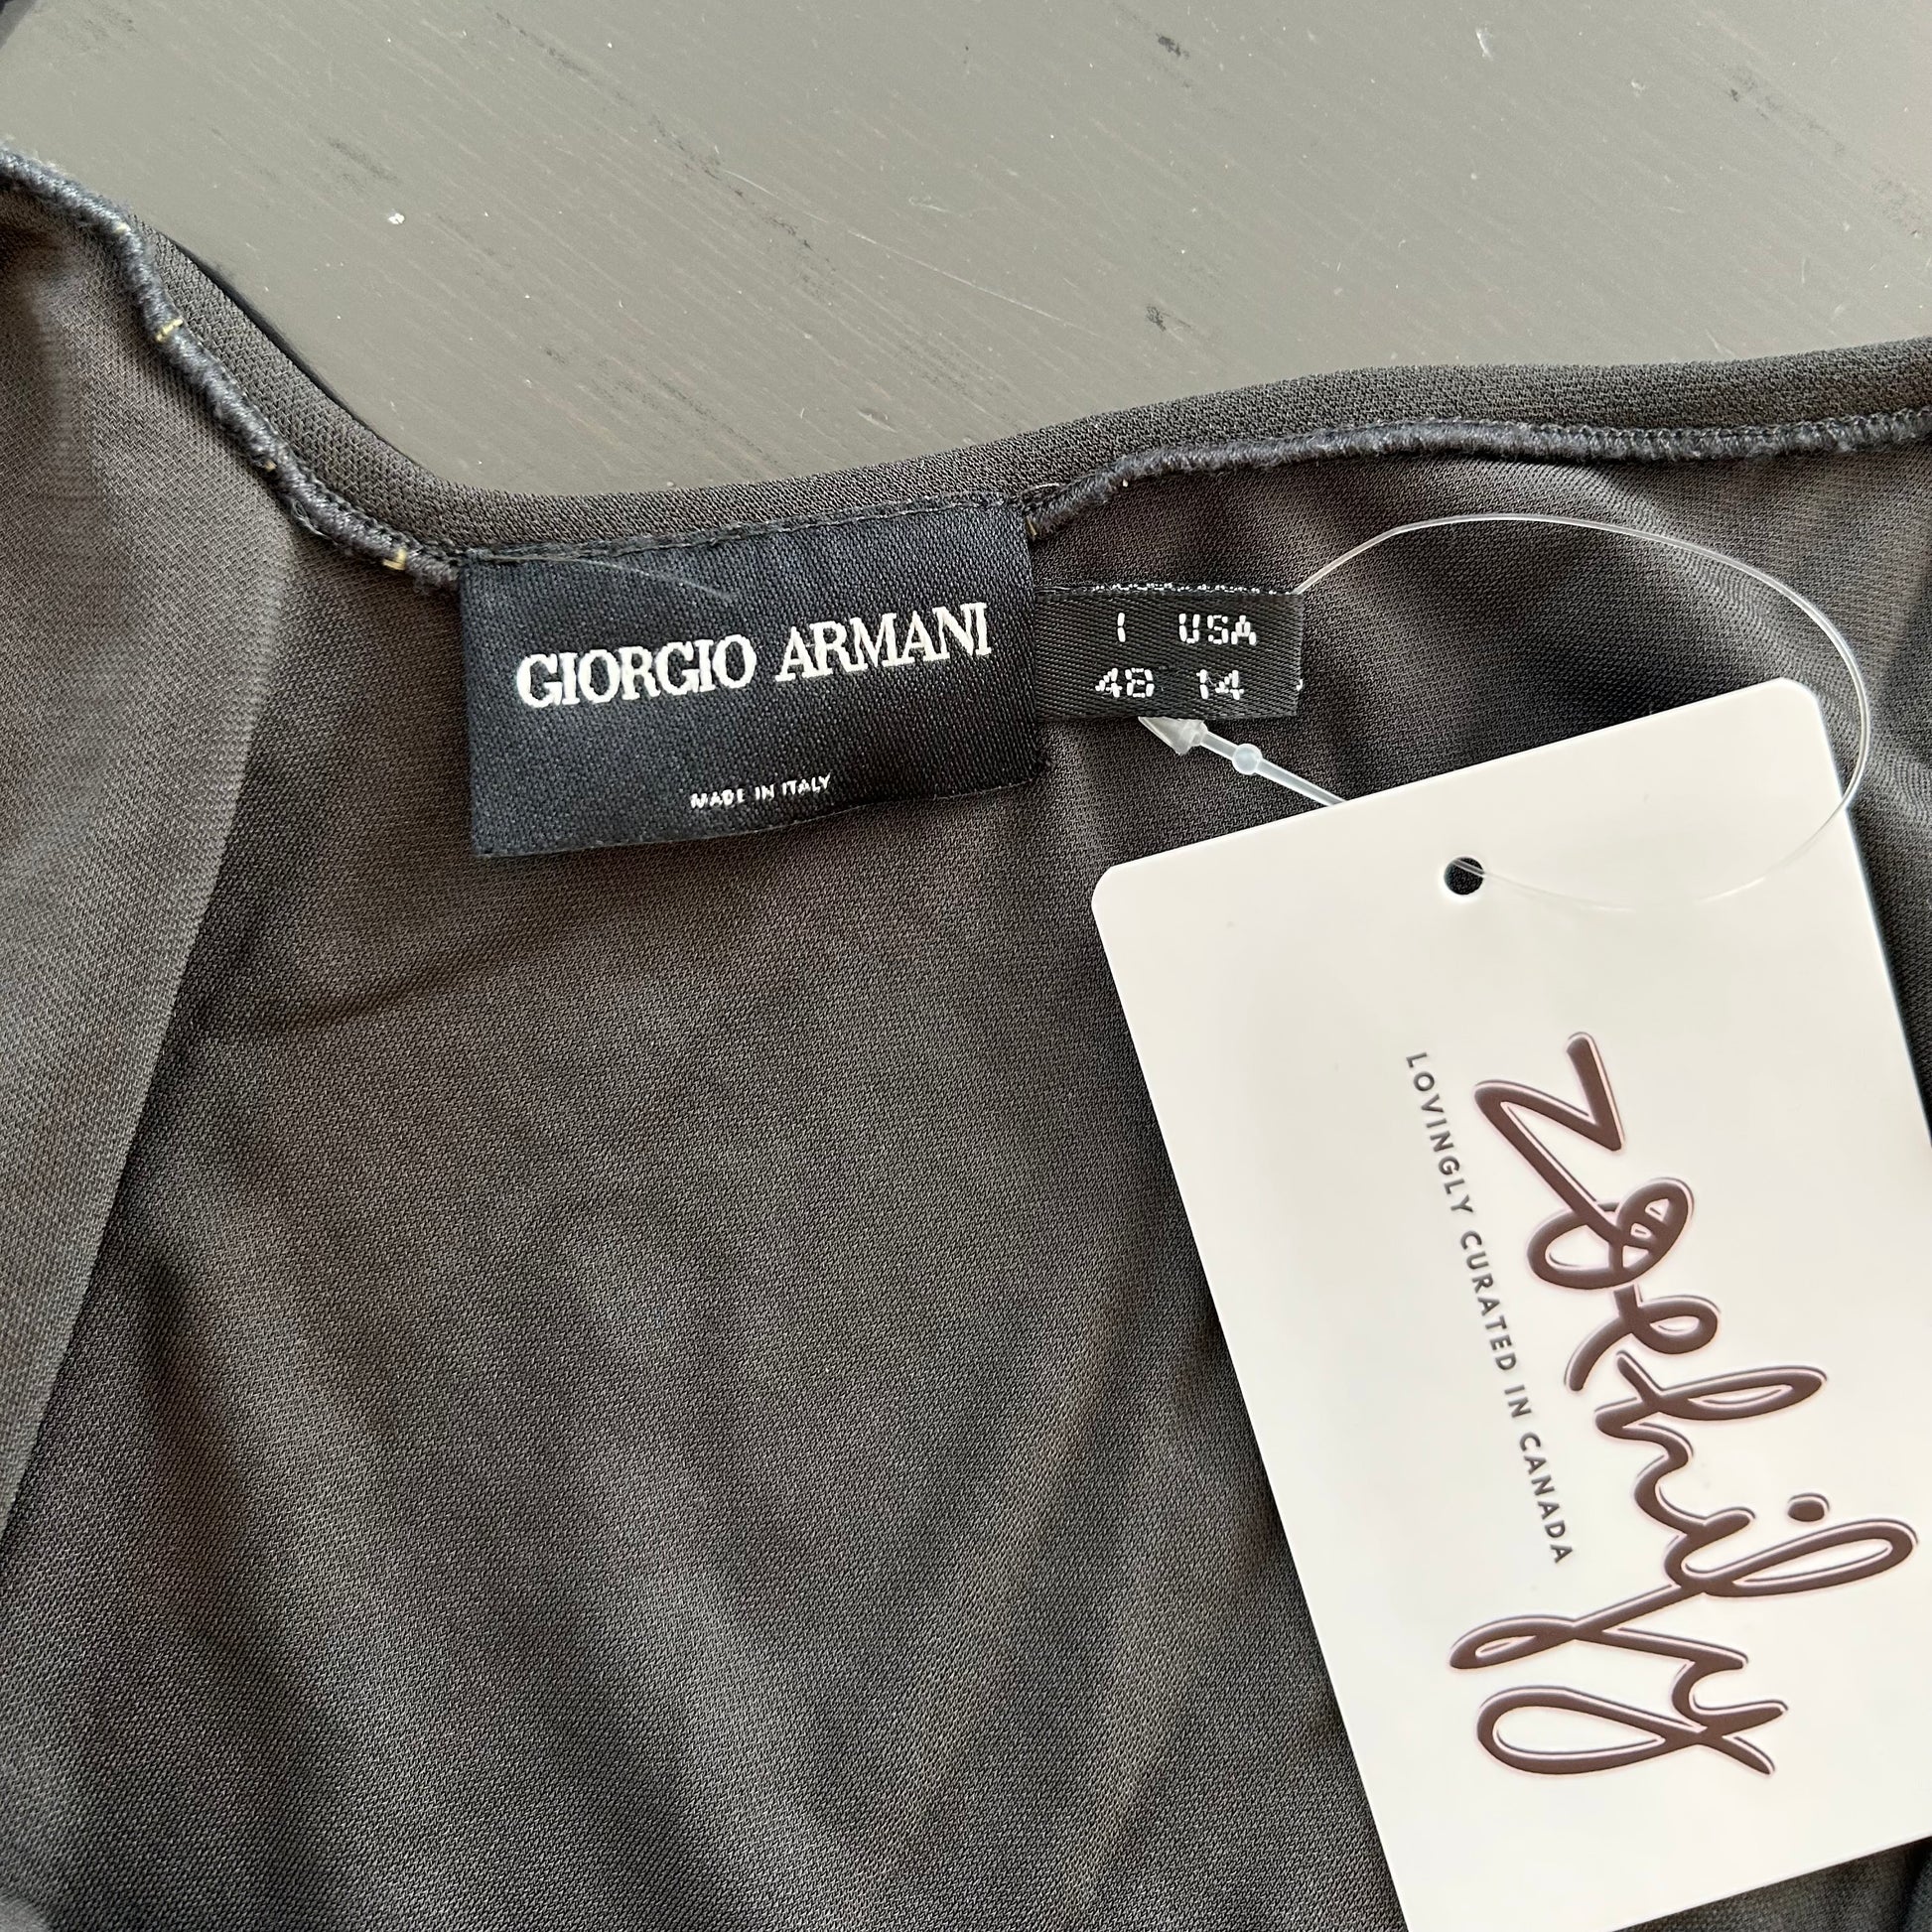 GIORGIO ARMANI
MADE IN ITALY
I USA
48 14
zoehify
LOVINGLY CURATED IN CANADA